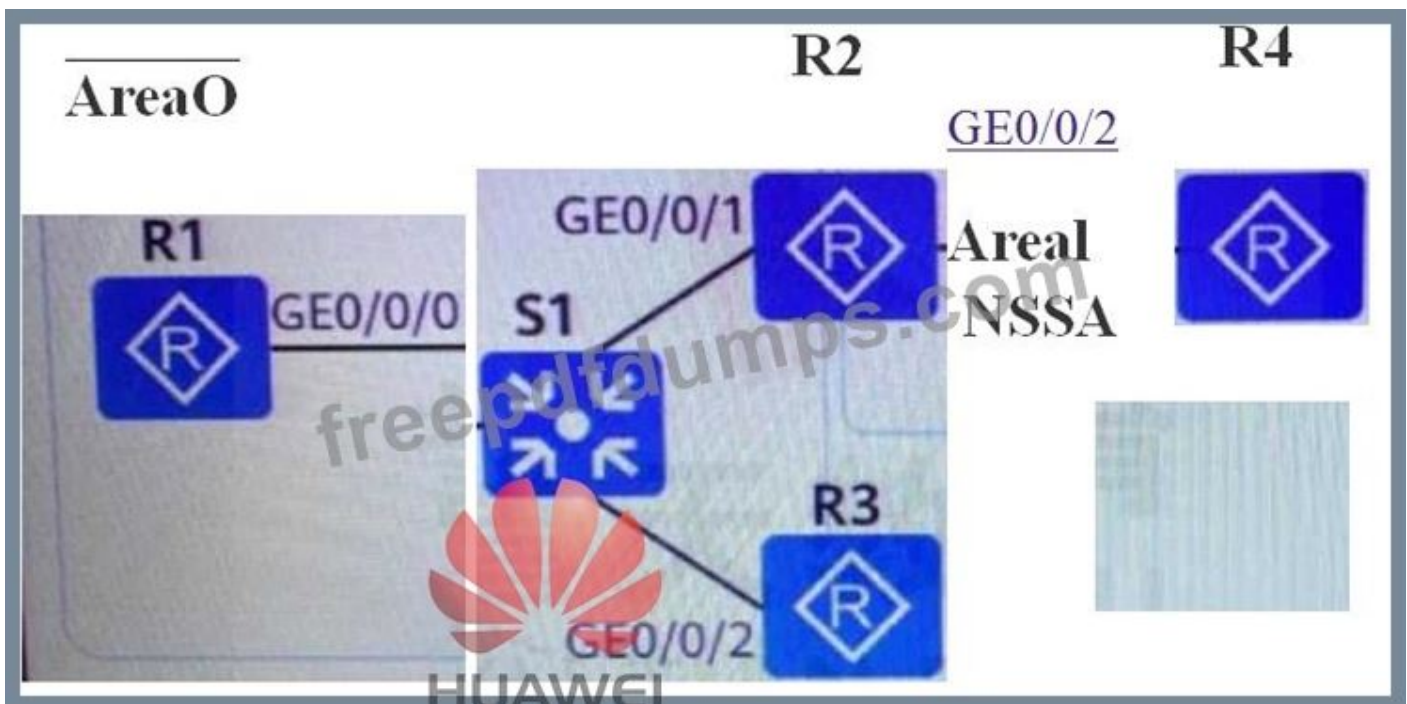 AreaO
R2
R4
GE0/0/2
R1
GE0/0/1
GE0/0/0
S1
Areal
NSSA
freepdfdumps.com
R3
GE0/0/2
HUAWEI